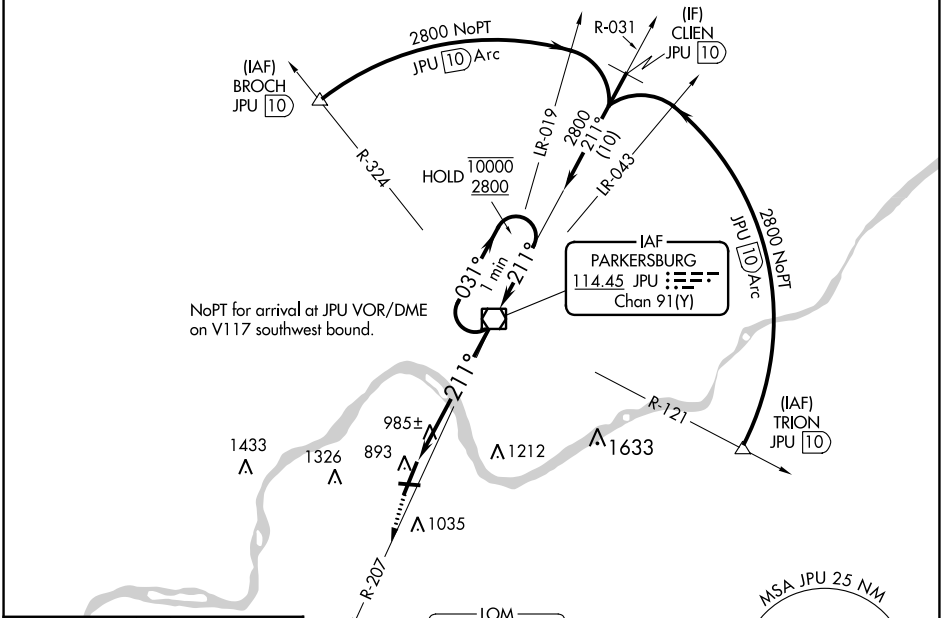 2800 NoPT
JPU 10 Arc
(IAF)
BROCH
JPU 10
R-324
R-031
(IF)
CLIEN
JPU 10
LR-019
2800
211°
(10)
LR-043
HOLD 10000
2800
031°
1 min
211°
2800 NoPT
JPU 10 Arc
IAF
PARKERSBURG
114.45 JPU
Chan 91(Y)
NoPT for arrival at JPU VOR/DME
on V117 southwest bound.
211°
R-121
(IAF)
TRION
JPU 10
985±
1433
1326
893
1212
1633
1035
R-207
LOM
MSA JPU 25 NM